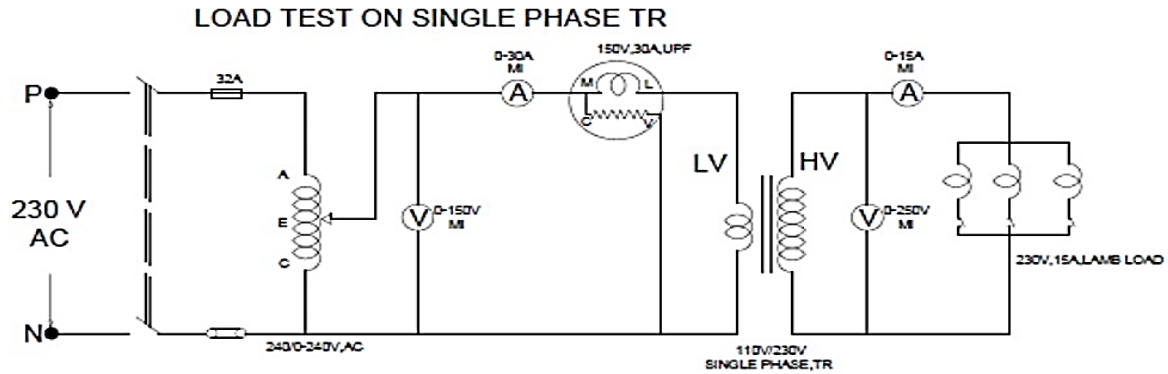 LOAD TEST ON SINGLE PHASE TR
0-30A
MI
150V,30A,UPF
0-15A
MI
P
32A
A
M
L
A
C
V
LV
HV
A
E
C
230 V
AC
V
0-150V
MI
V
0-250V
MI
230V,15A,LAMB LOAD
N
240/0-240V,AC
110V/230V
SINGLE PHASE,TR